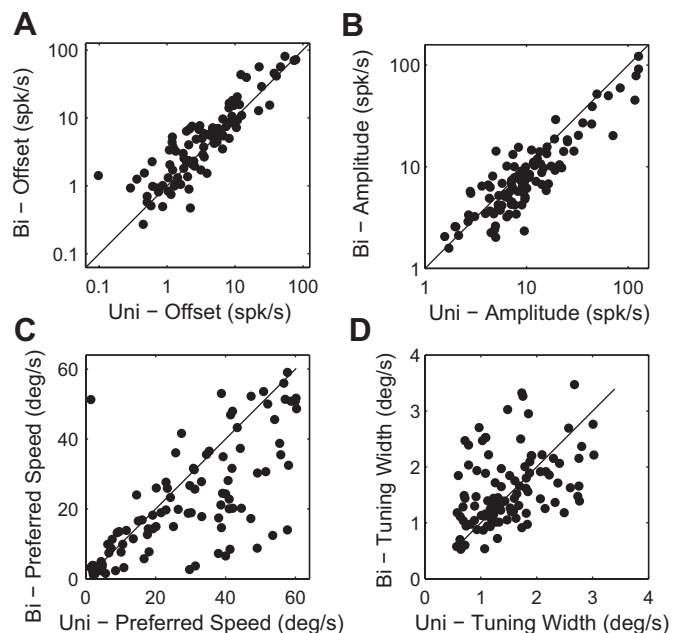 A
100
10
1
0.1
0.1
1
10
100
Bi − Offset (spk/s)
Uni − Offset (spk/s)
B
100
10
1
1
10
100
Bi − Amplitude (spk/s)
Uni − Amplitude (spk/s)
C
60
40
20
0
0
20
40
60
Bi − Preferred Speed (deg/s)
Uni − Preferred Speed (deg/s)
D
4
3
2
1
0
0
1
2
3
4
Bi − Tuning Width (deg/s)
Uni − Tuning Width (deg/s)